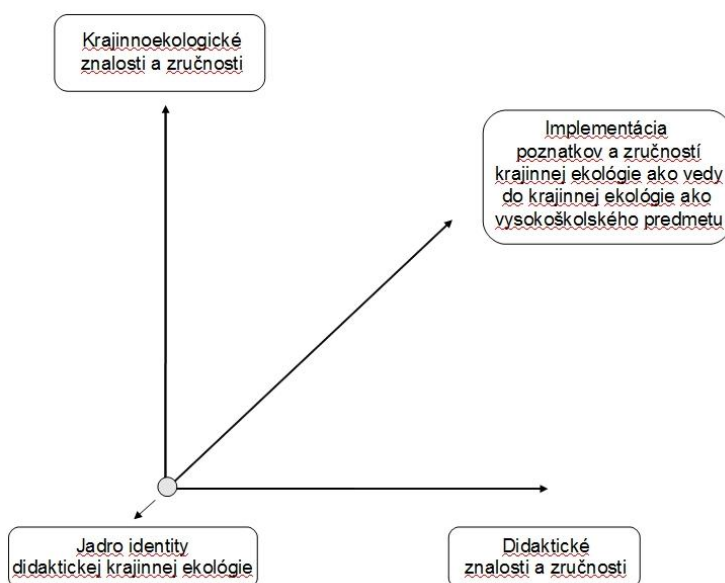 Krajinnoekologické
znalosti a zručnosti
Implementácia
poznatkov a zručností
krajinnej ekológie ako vedy
do krajinnej ekológie ako
vysokoškolského predmetu
Jadro identity
didaktickej krajinnej ekológie
Didaktické
znalosti a zručnosti